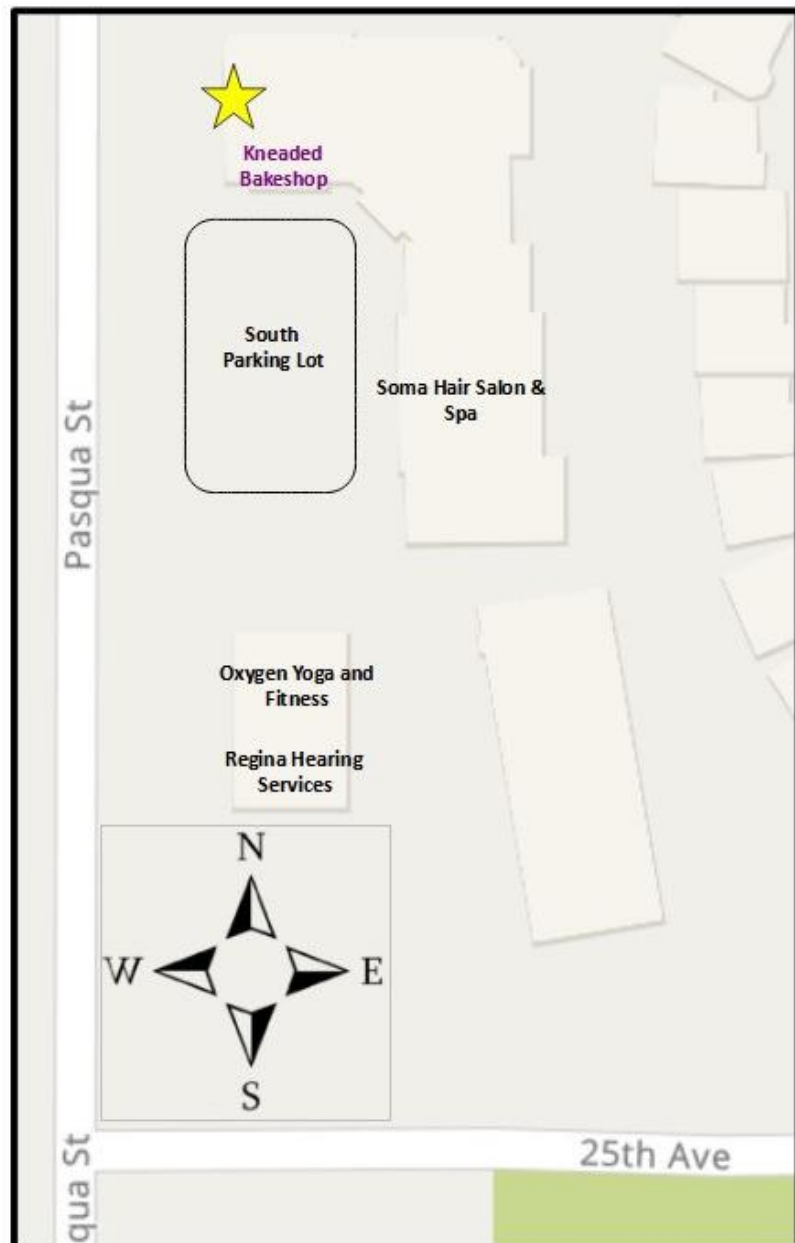 Kneaded
Bakeshop
South
Parking Lot
Soma Hair Salon &
Spa
Pasqua St
Oxygen Yoga and
Fitness
Regina Hearing
Services
N
W
E
S
25th Ave
qua St